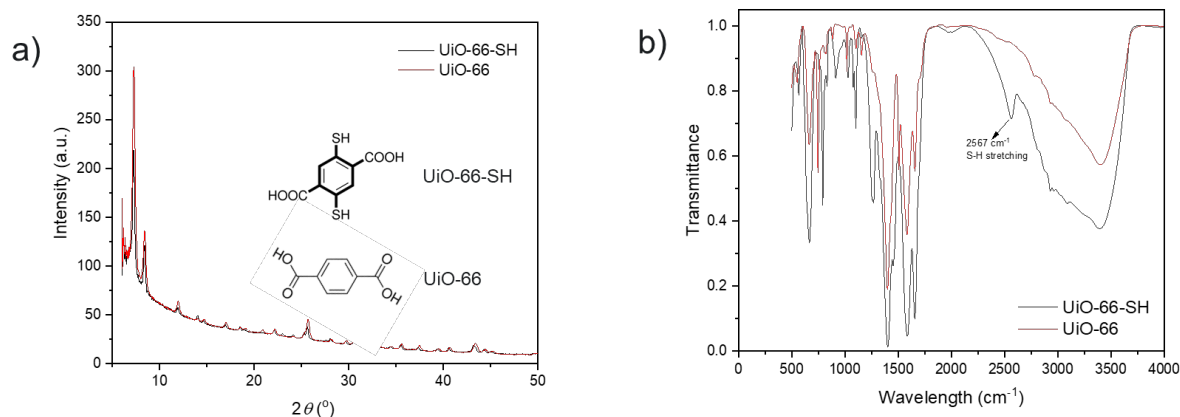 a)
UiO-66-SH
UiO-66
350
300
250
200
150
100
50
0
Intensity (a.u.)
SH
COOH
HOOC
SH
UiO-66-SH
HO
O
O
OH
UiO-66
10
20
30
40
50
2θ (°)
b)
1.0
0.8
0.6
0.4
0.2
0.0
Transmittance
2567 cm⁻¹
S-H stretching
UiO-66-SH
UiO-66
0
500
1000
1500
2000
2500
3000
3500
4000
Wavelength (cm⁻¹)